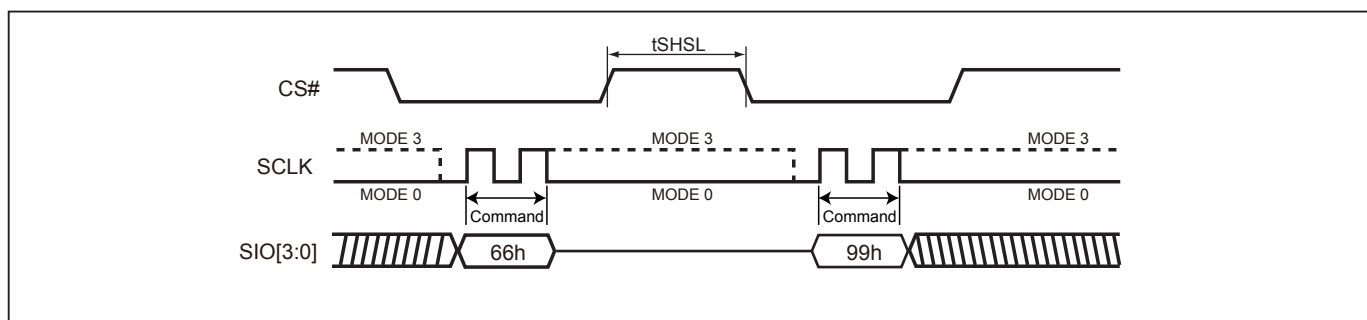 tSHSL
CS#
MODE 3 MODE 3 MODE 3
SCLK
MODE 0 MODE 0 MODE 0
Command Command
SIO[3:0] 66h 99h